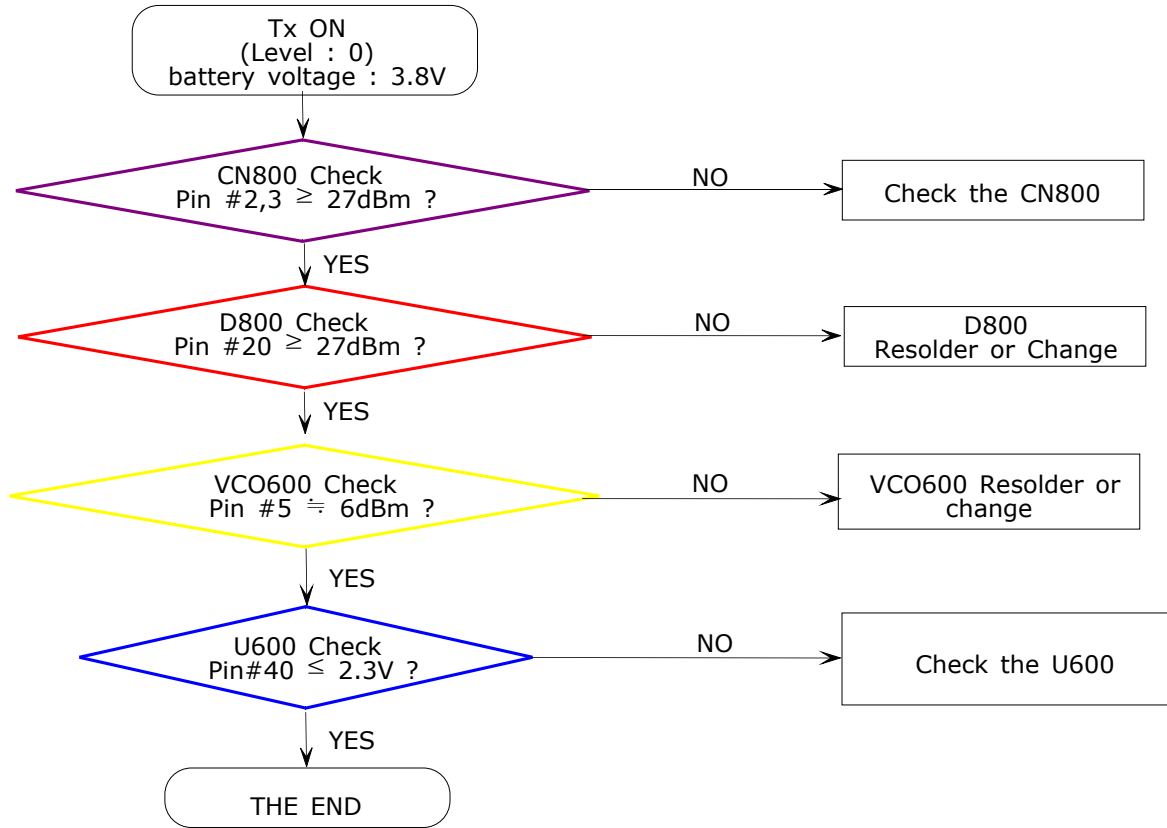 Tx ON
(Level : 0)
battery voltage : 3.8V
CN800 Check
Pin #2,3 ≥ 27dBm ?
NO
Check the CN800
YES
D800 Check
Pin #20 ≥ 27dBm ?
NO
D800
Resolder or Change
YES
VCO600 Check
Pin #5 ≒ 6dBm ?
NO
VCO600 Resolder or
change
YES
U600 Check
Pin#40 ≤ 2.3V ?
NO
Check the U600
YES
THE END